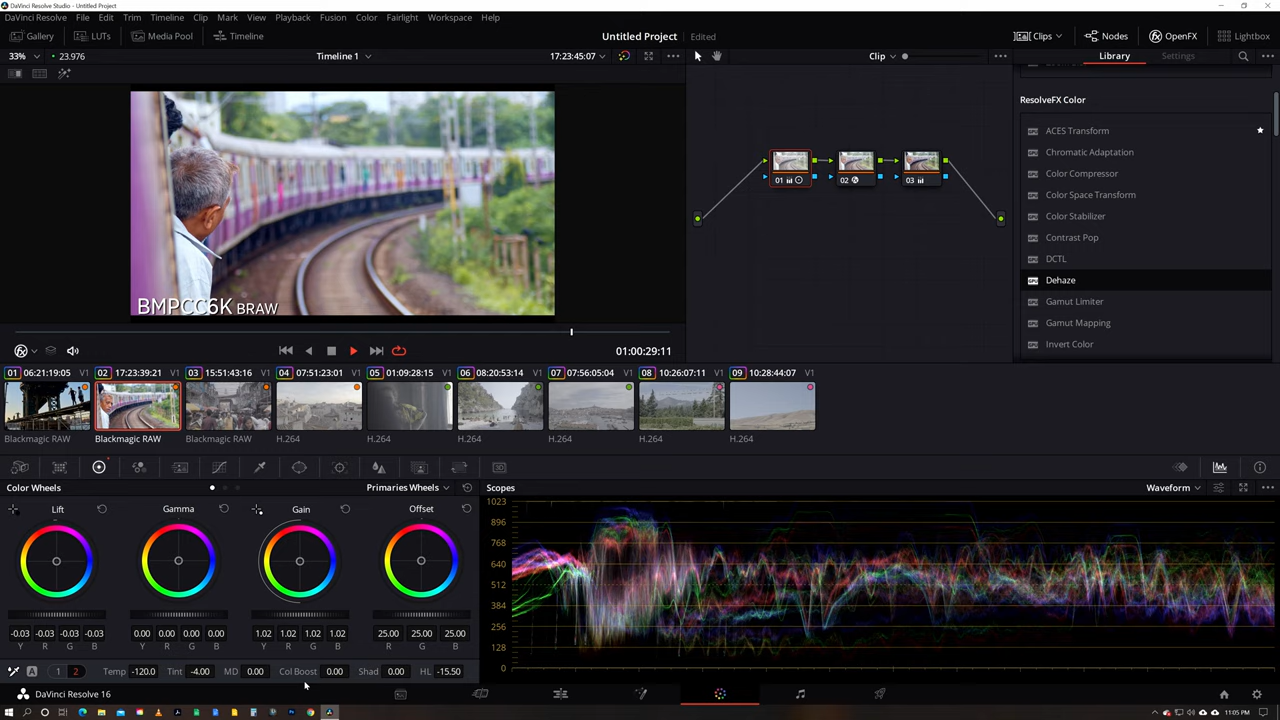 DaVinci Resolve Studio - Untitled Project
DaVinci Resolve File Edit Trim Timeline Clip Mark View Playback Fusion Color Fairlight Workspace Help
Gallery LUTs Media Pool Timeline Untitled Project Edited Clips Nodes OpenFX Lightbox
33% 23.976 Timeline 1 17:23:45:07 Clip Library Settings
ResolveFX Color
ACES Transform
Chromatic Adaptation
Color Compressor
Color Space Transform
Color Stabilizer
Contrast Pop
DCTL
Dehaze
Gamut Limiter
Gamut Mapping
Invert Color
01 02 03
BMPCC6K BRAW
01:00:29:11
01 06:21:19:05 V1 02 17:23:39:21 V1 03 15:51:43:16 V1 04 07:51:23:01 V1 05 01:09:28:15 V1 06 08:20:53:14 V1 07 07:56:05:04 V1 08 10:26:07:11 V1 09 10:28:44:07 V1
Blackmagic RAW Blackmagic RAW Blackmagic RAW H.264 H.264 H.264 H.264 H.264 H.264
Color Wheels Primaries Wheels Scopes Waveform
Lift Gamma Gain Offset
-0.03 -0.03 -0.03 -0.03 0.00 0.00 0.00 0.00 1.02 1.02 1.02 1.02 25.00 25.00 25.00
Y R G B Y R G B Y R G B R G B
A 1 2 Temp -120.0 Tint -4.00 MD 0.00 Col Boost 0.00 Shad 0.00 HL -15.50
1023
896
768
640
512
384
256
128
0
DaVinci Resolve 16
11:05 PM